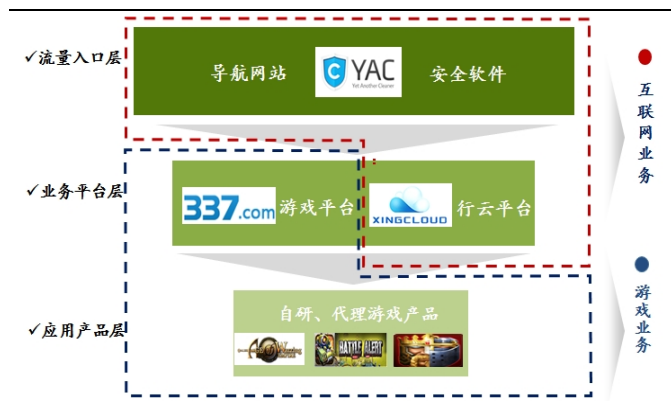 ✓流量入口层
导航网站
C YAC
Yet Another Cleaner
安全软件
互联网业务
✓业务平台层
337.com
游戏平台
XINGCLOUD
行云平台
游戏业务
✓应用产品层
自研、代理游戏产品
BATTLE ALERT